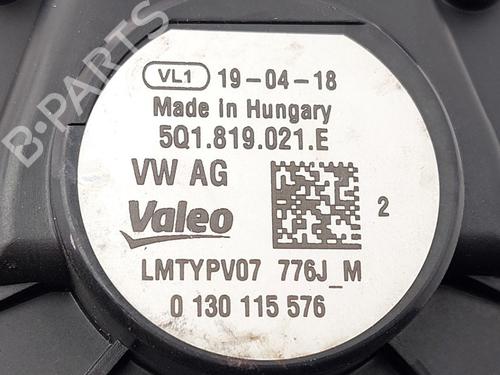 B-PARTS
VL1 19-04-18
Made in Hungary
5Q1.819.021.E
VW AG
Valeo
2
LMTYPV07 776J_M
0 130 115 576